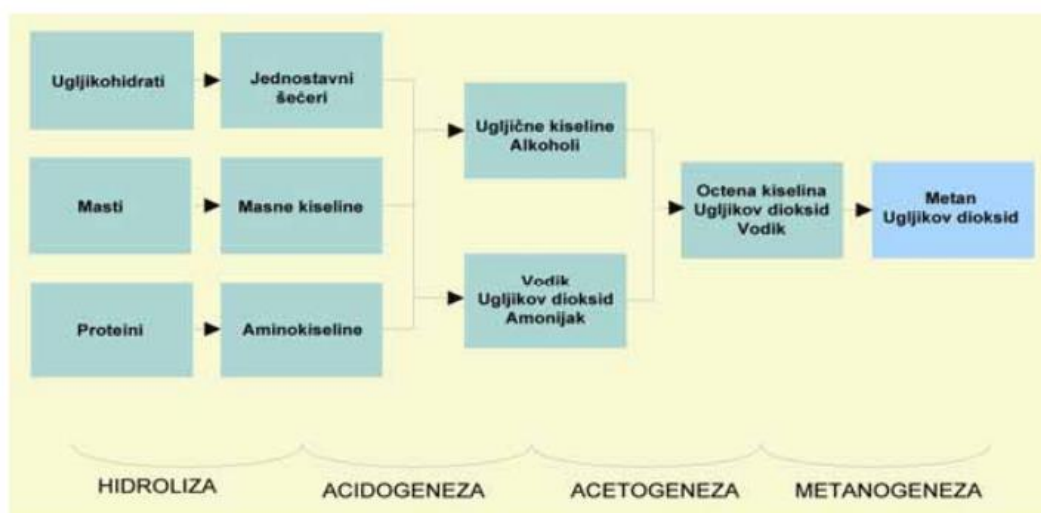 Ugljikohidrati
Jednostavni
šećeri
Ugljične kiseline
Alkoholi
Masti
Masne kiseline
Octena kiselina
Ugljikov dioksid
Vodik
Metan
Ugljikov dioksid
Proteini
Aminokiseline
Vodik
Ugljikov dioksid
Amonijak
HIDROLIZA
ACIDOGENEZA
ACETOGENEZA
METANOGENEZA